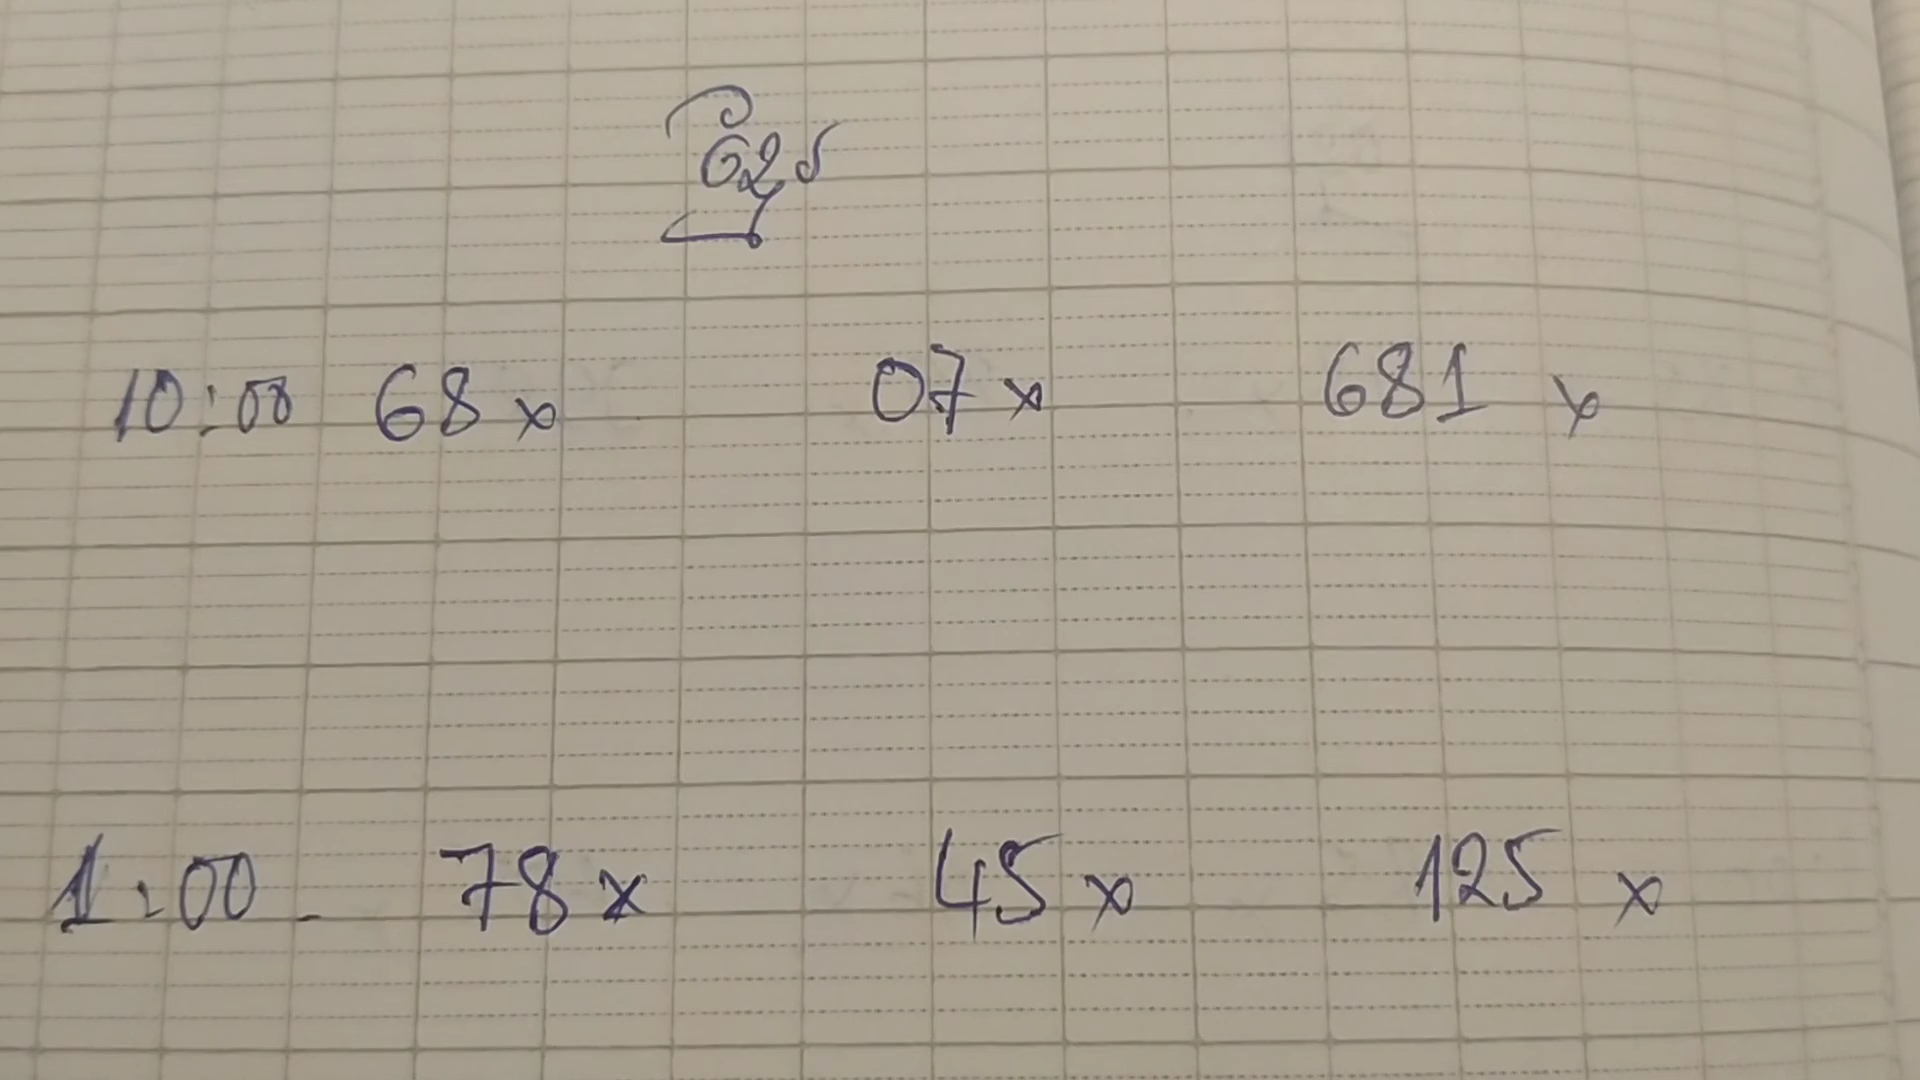 10:00 68 x 07 x 681 x
1:00 - 78 x 45 x 125 x